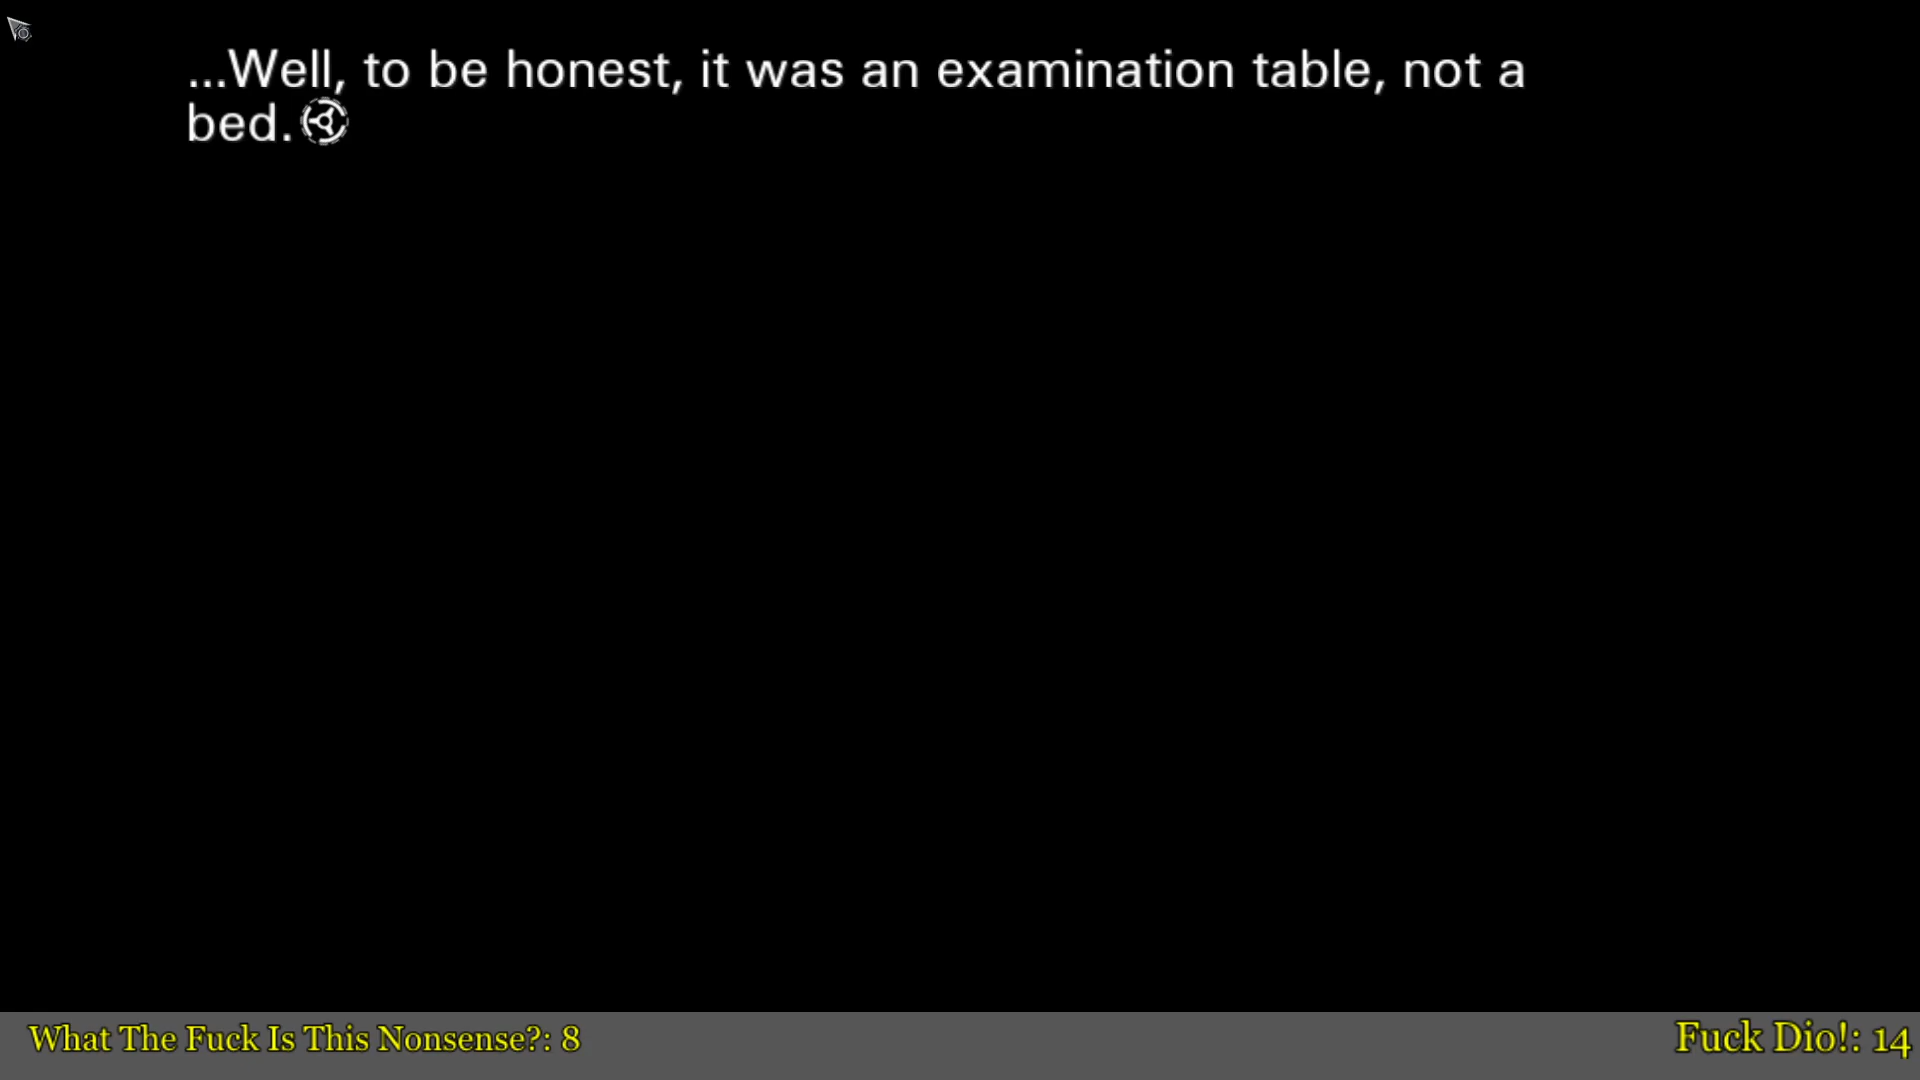 ...Well, to be honest, it was an examination table, not a
bed.
What The Fuck Is This Nonsense?: 8
Fuck Dio!: 14